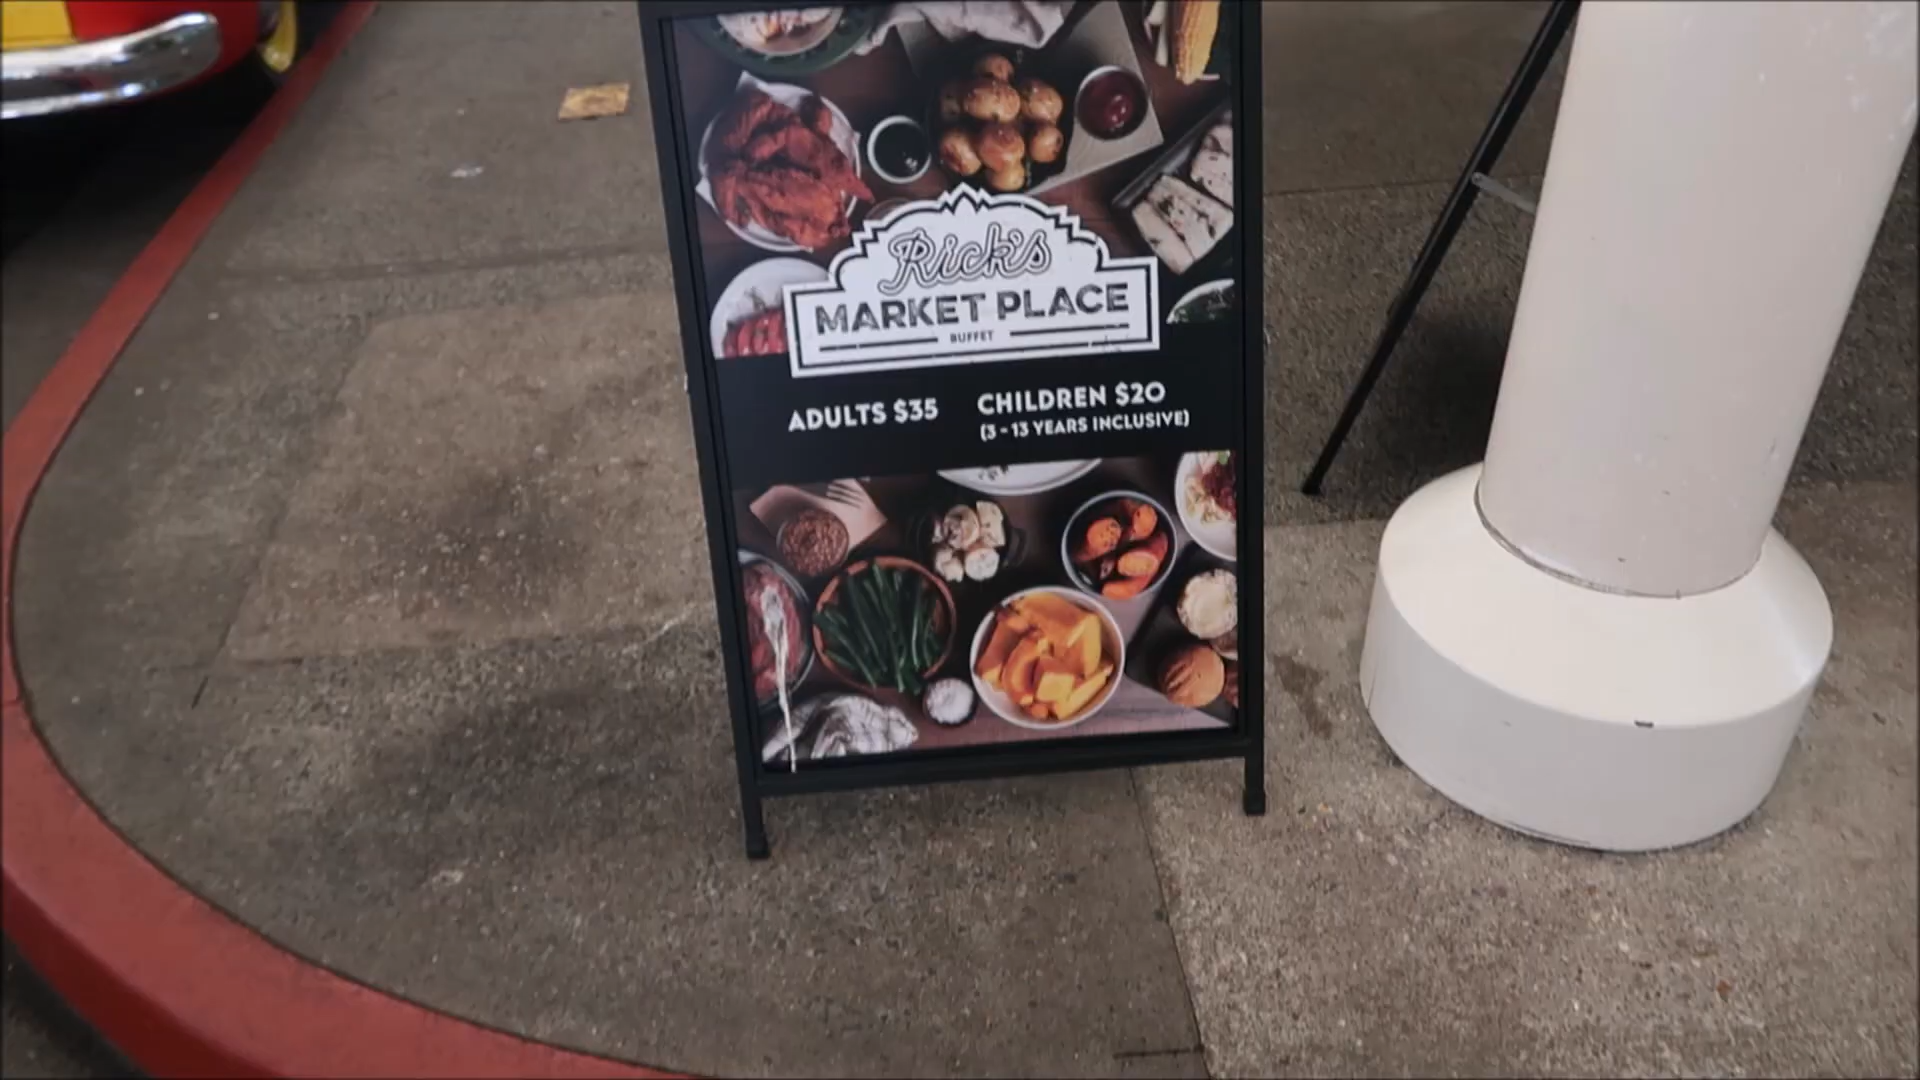 Rick's
MARKET PLACE
BUFFET
ADULTS $35
CHILDREN $20
(3 - 13 YEARS INCLUSIVE)